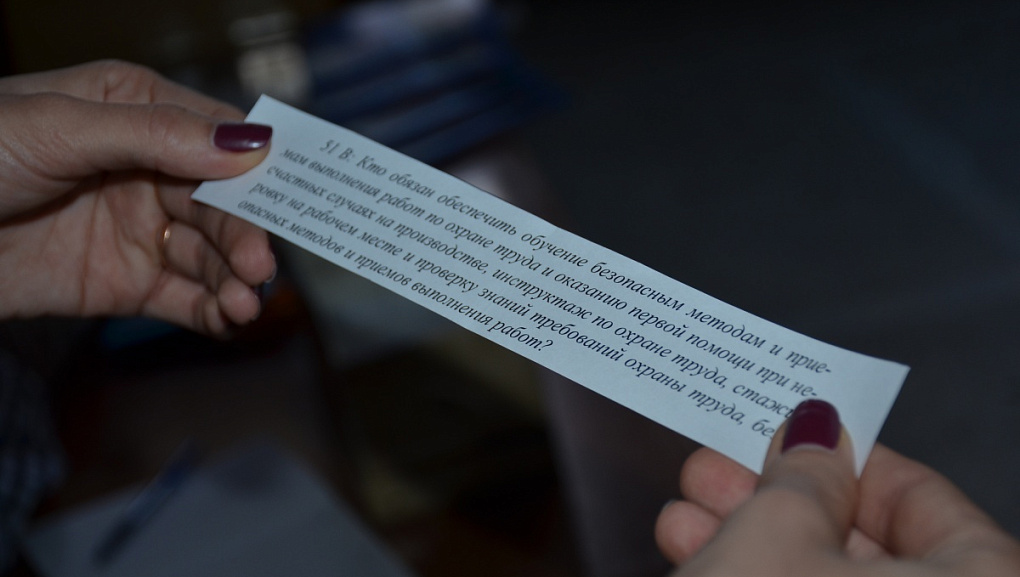 51 В: Кто обязан обеспечить обучение безопасным методам и прие-
мам выполнения работ по охране труда и оказанию первой помощи при не-
счастных случаях на производстве, инструктаж по охране труда, стажи
ровку на рабочем месте и проверку знаний требований охраны труда, бе
опасных методов и приемов выполнения работ?